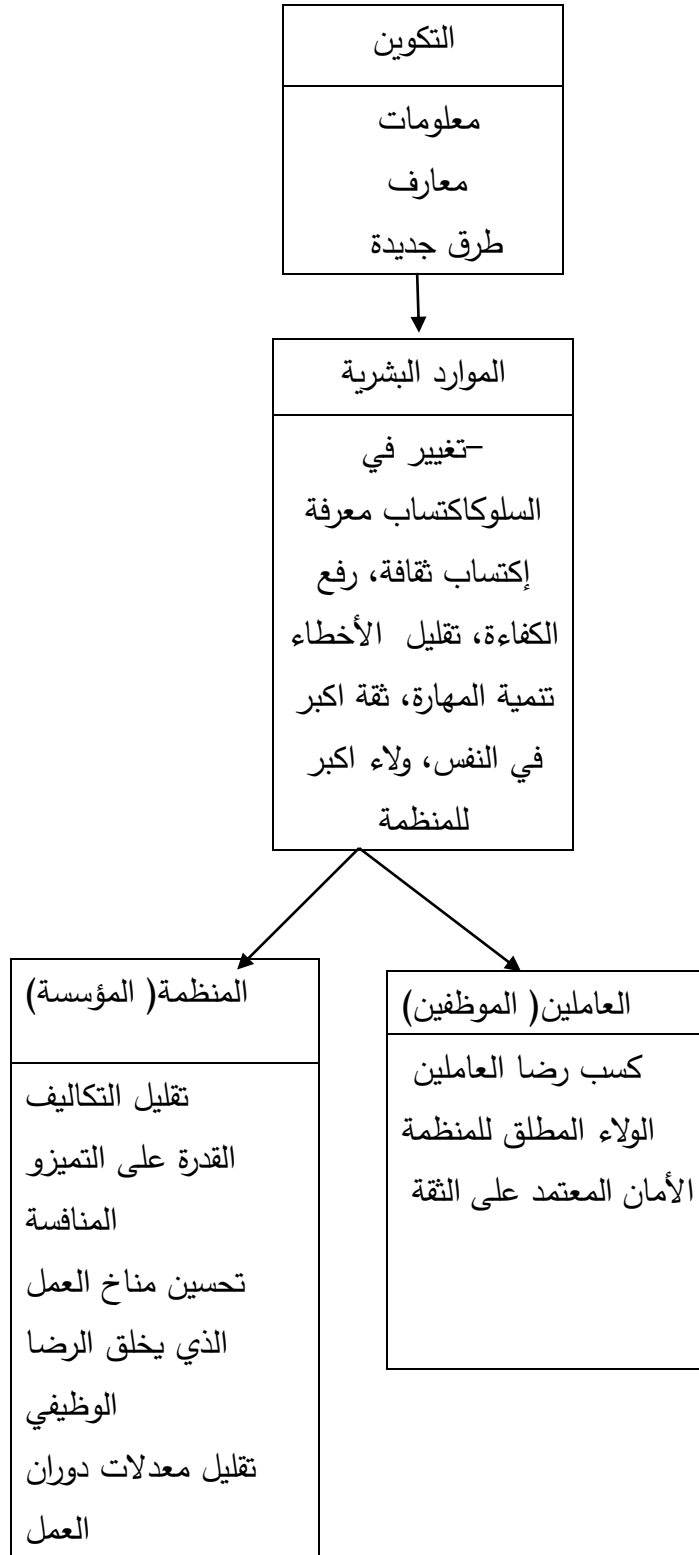 التكوين
معلومات
معارف
طرق جديدة
الموارد البشرية
-تغيير في
السلوكاكتساب معرفة
إكتساب ثقافة، رفع
الكفاءة، تقليل الأخطاء
تتمية المهارة، ثقة اكبر
في النفس، ولاء اكبر
للمنظمة
العاملين( الموظفين)
كسب رضا العاملين
الولاء المطلق للمنظمة
الأمان المعتمد على الثقة
المنظمة( المؤسسة)
تقليل التكاليف
القدرة على التميزو
المنافسة
تحسين مناخ العمل
الذي يخلق الرضا
الوظيفي
تقليل معدلات دوران
العمل